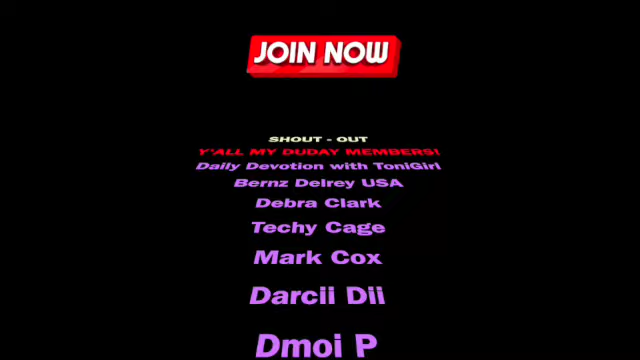 JOIN NOW
SHOUT - OUT
Y'ALL MY DUDAY MEMBERS!
Daily Devotion with ToniGirl
Bernz Delrey USA
Debra Clark
Techy Cage
Mark Cox
Darcii Dii
Dmoi P